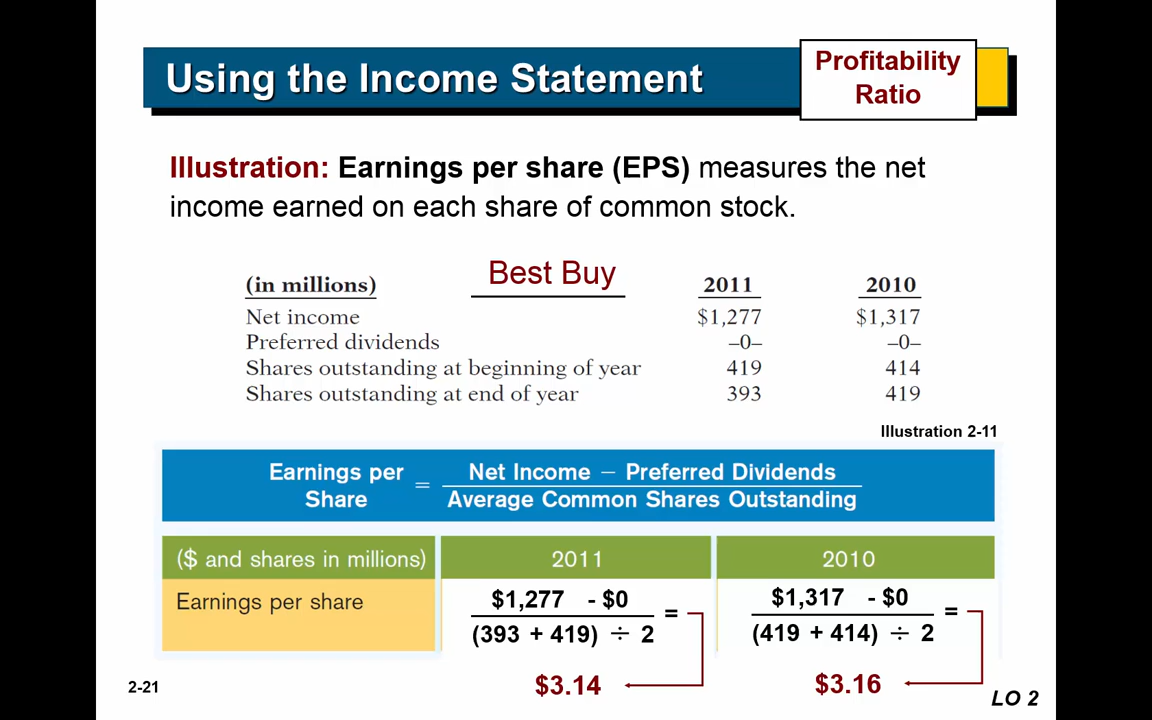 Using the Income Statement
Profitability
Ratio
Illustration: Earnings per share (EPS) measures the net
income earned on each share of common stock.
(in millions) Best Buy 2011 2010
Net income $1,277 $1,317
Preferred dividends –0– –0–
Shares outstanding at beginning of year 419 414
Shares outstanding at end of year 393 419
Illustration 2-11
Earnings per Share = Net Income − Preferred Dividends
Average Common Shares Outstanding
($ and shares in millions) 2011 2010
Earnings per share $1,277 - $0 = $1,317 - $0 =
(393 + 419) ÷ 2 (419 + 414) ÷ 2
$3.14 $3.16
2-21
LO 2